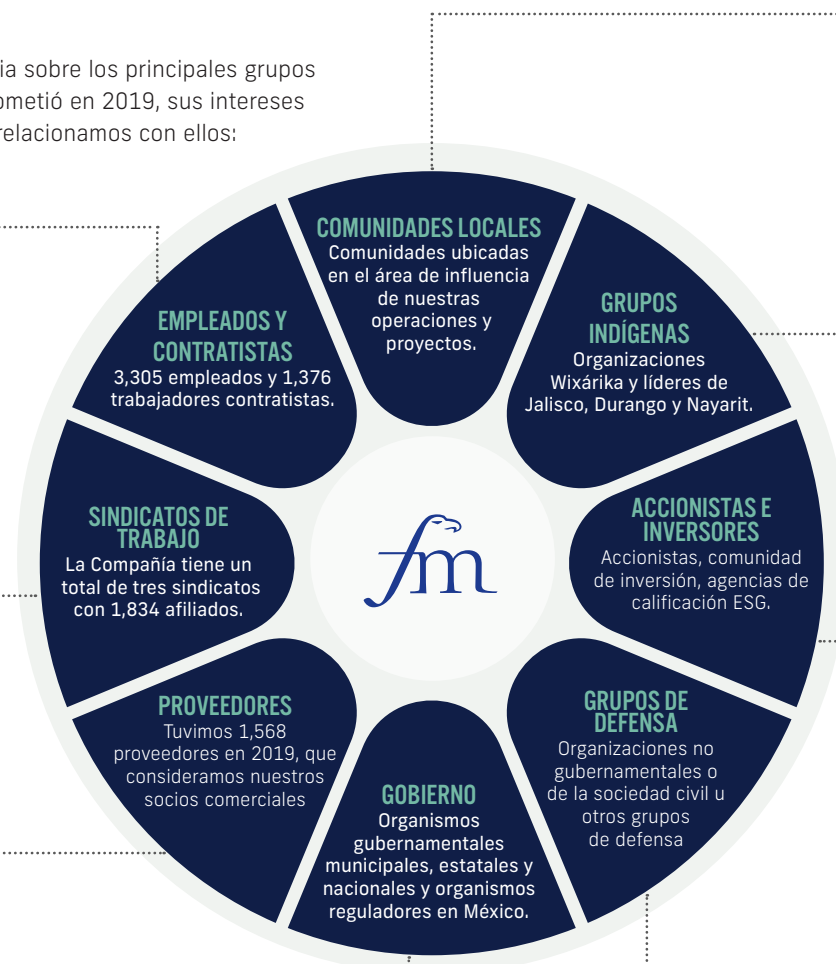 ia sobre los principales grupos
ometió en 2019, sus intereses
relacionamos con ellos:
COMUNIDADES LOCALES
Comunidades ubicadas
en el área de influencia
de nuestras
operaciones y
proyectos.
GRUPOS
INDÍGENAS
Organizaciones
Wixárika y líderes de
Jalisco, Durango y Nayarit.
ACCIONISTAS E
INVERSORES
Accionistas, comunidad
de inversión, agencias de
calificación ESG.
GRUPOS DE
DEFENSA
Organizaciones no
gubernamentales o
de la sociedad civil u
otros grupos
de defensa
GOBIERNO
Organismos
gubernamentales
municipales, estatales y
nacionales y organismos
reguladores en México.
PROVEEDORES
Tuvimos 1,568
proveedores en 2019, que
consideramos nuestros
socios comerciales
SINDICATOS DE
TRABAJO
La Compañía tiene un
total de tres sindicatos
con 1,834 afiliados.
EMPLEADOS Y
CONTRATISTAS
3,305 empleados y 1,376
trabajadores contratistas.
fm